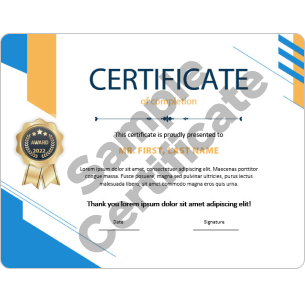 CERTIFICATE
of completion
This certificate is proudly presented to
MR. FIRST, LAST NAME
Lorem ipsum dolor sit amet, consectetur adipiscing elit. Maecenas porttitor
congue massa. Fusce posuere, magna sed pulvinar ultricies, purus lectus
malesuada libero, sit amet commodo magna eros quis urna.
Thank you lorem ipsum dolor sit amet adipiscing elit!
Date
Signature
AWARD
2022
Sample
Certificate